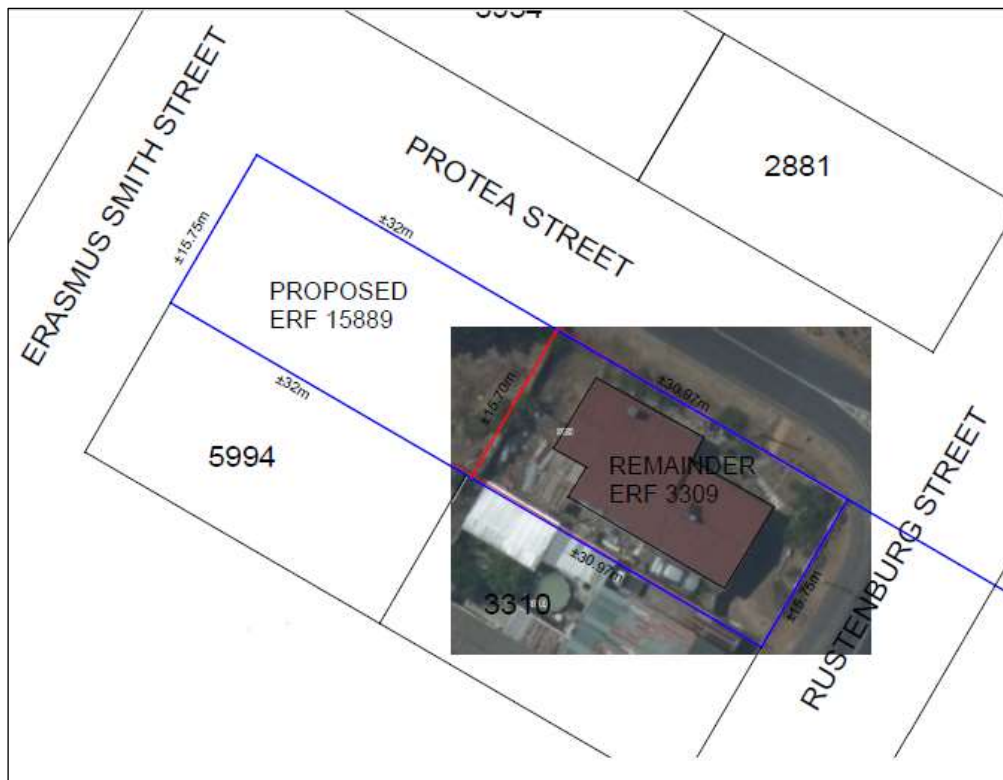 ERASMUS SMITH STREET
PROTEA STREET
2881
±15.75m
±32m
PROPOSED
ERF 15889
±32m
±15.70m
±30.97m
5994
REMAINDER
ERF 3309
±30.97m
±15.75m
3310
RUSTENBURG STREET